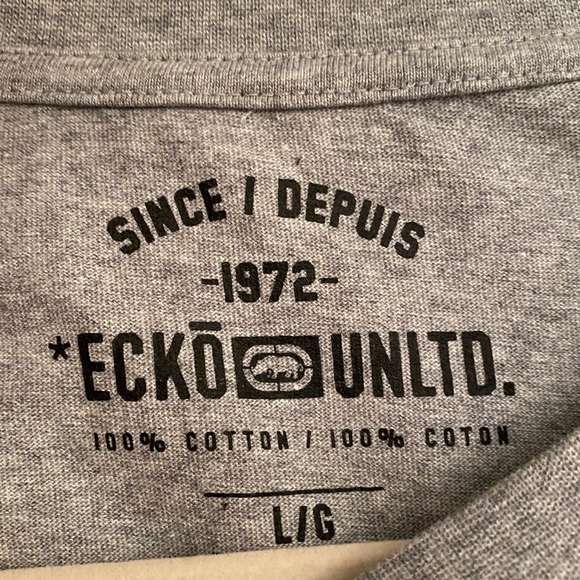 SINCE / DEPUIS
-1972-
*ECKŌ UNLTD.
100% COTTON / 100% COTON
L/G